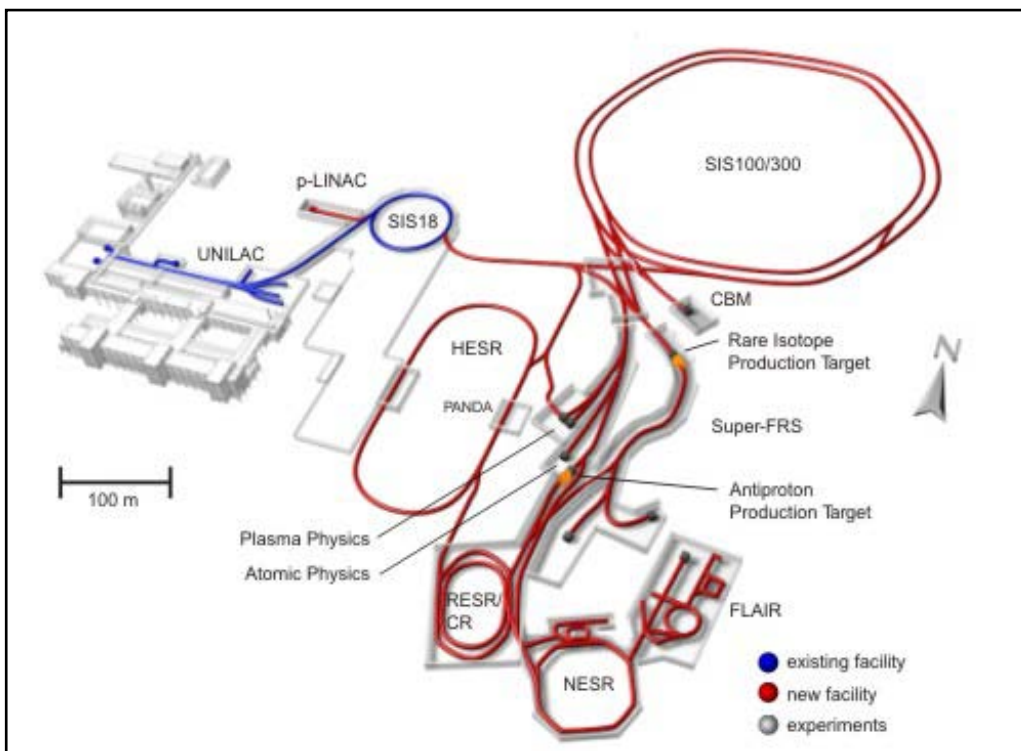 SIS100/300
p-LINAC
SIS18
UNILAC
CBM
HESR
Rare Isotope
Production Target
N
PANDA
Super-FRS
100 m
Antiproton
Production Target
Plasma Physics
Atomic Physics
RESR/
CR
FLAIR
NESR
existing facility
new facility
experiments